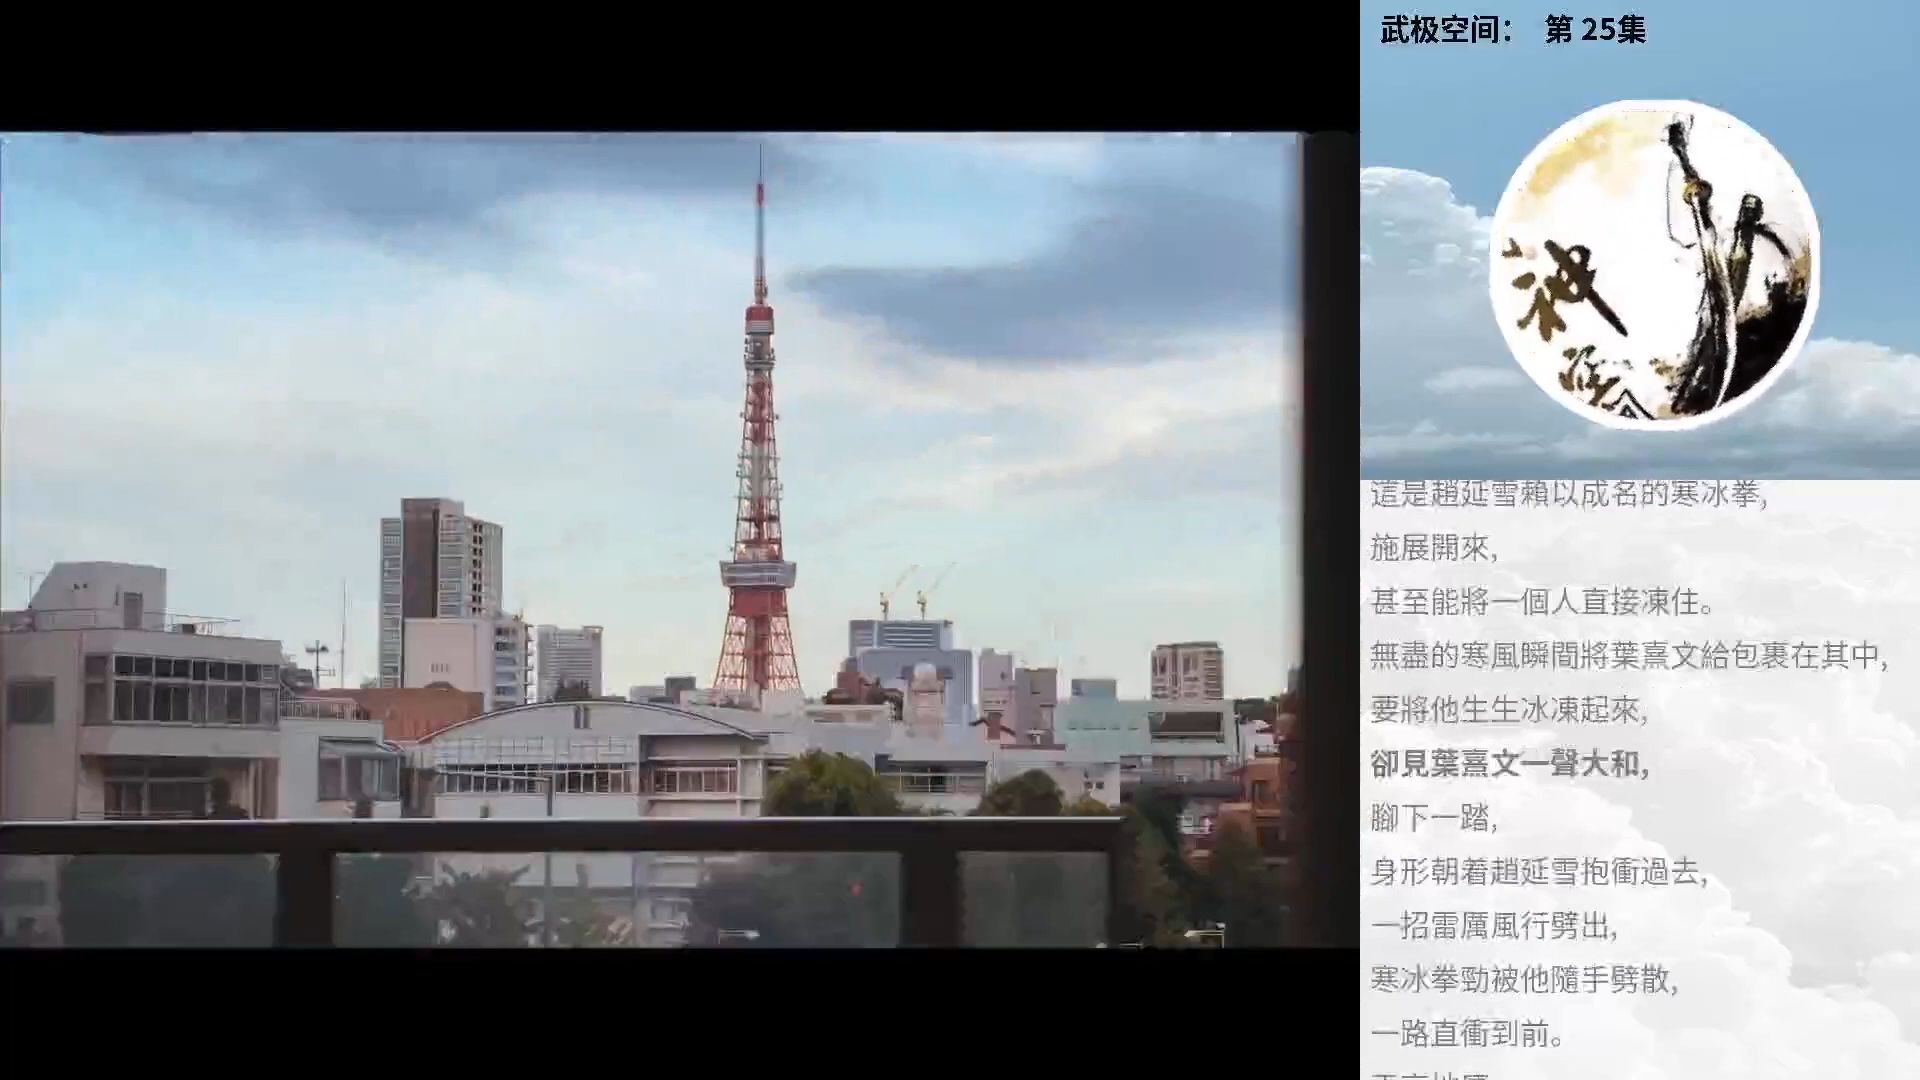 武极空间： 第 25集
神
這是趙延雪賴以成名的寒冰拳,
施展開來,
甚至能將一個人直接凍住。
無盡的寒風瞬間將葉熹文給包裹在其中,
要將他生生冰凍起來,
卻見葉熹文一聲大和,
腳下一踏,
身形朝着趙延雪抱衝過去,
一招雷厲風行劈出,
寒冰拳勁被他隨手劈散,
一路直衝到前。